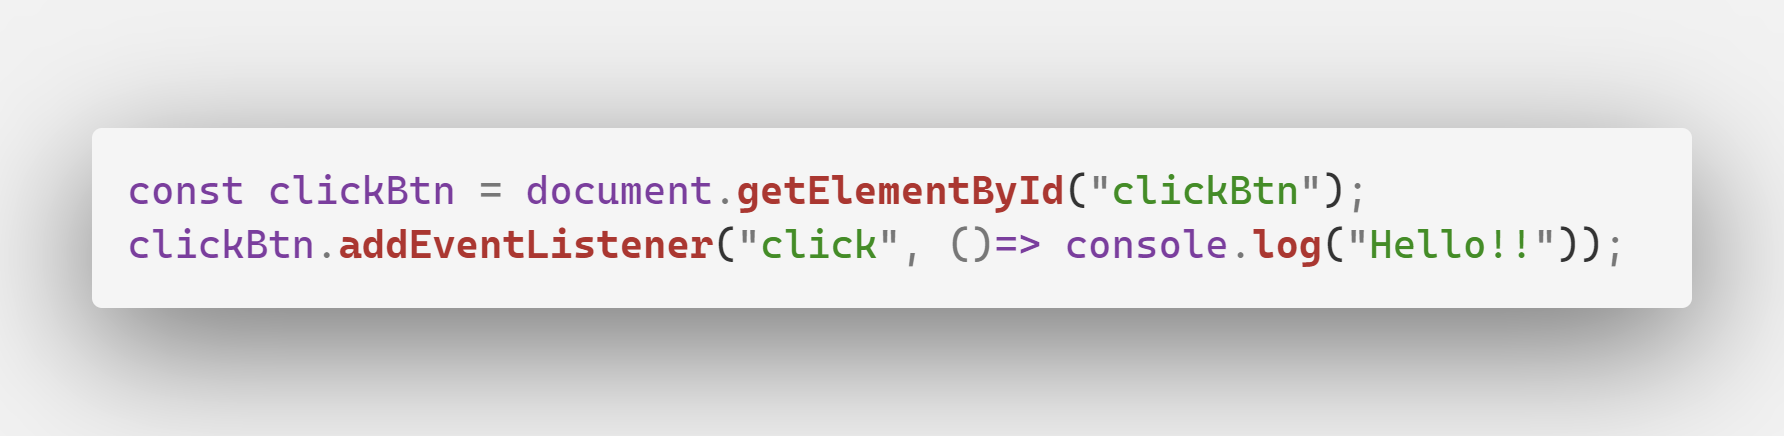 const clickBtn = document.getElementById("clickBtn");
clickBtn.addEventListener("click", ()=> console.log("Hello!!"));